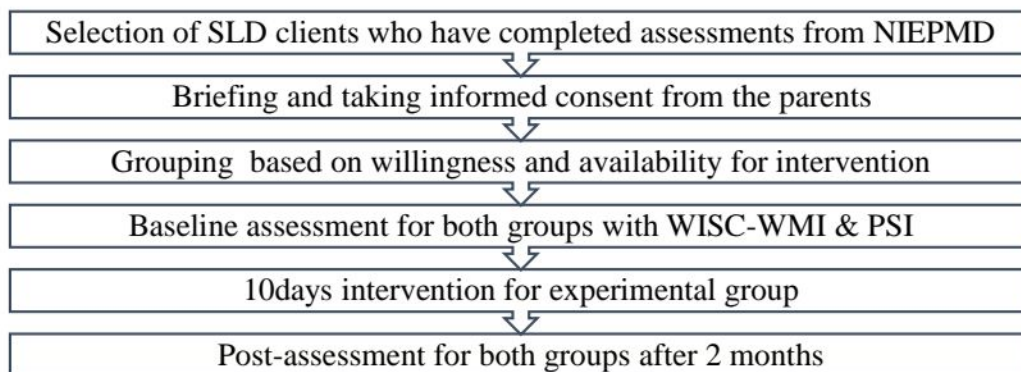 Selection of SLD clients who have completed assessments from NIEPMD
Briefing and taking informed consent from the parents
Grouping based on willingness and availability for intervention
Baseline assessment for both groups with WISC-WMI & PSI
10days intervention for experimental group
Post-assessment for both groups after 2 months